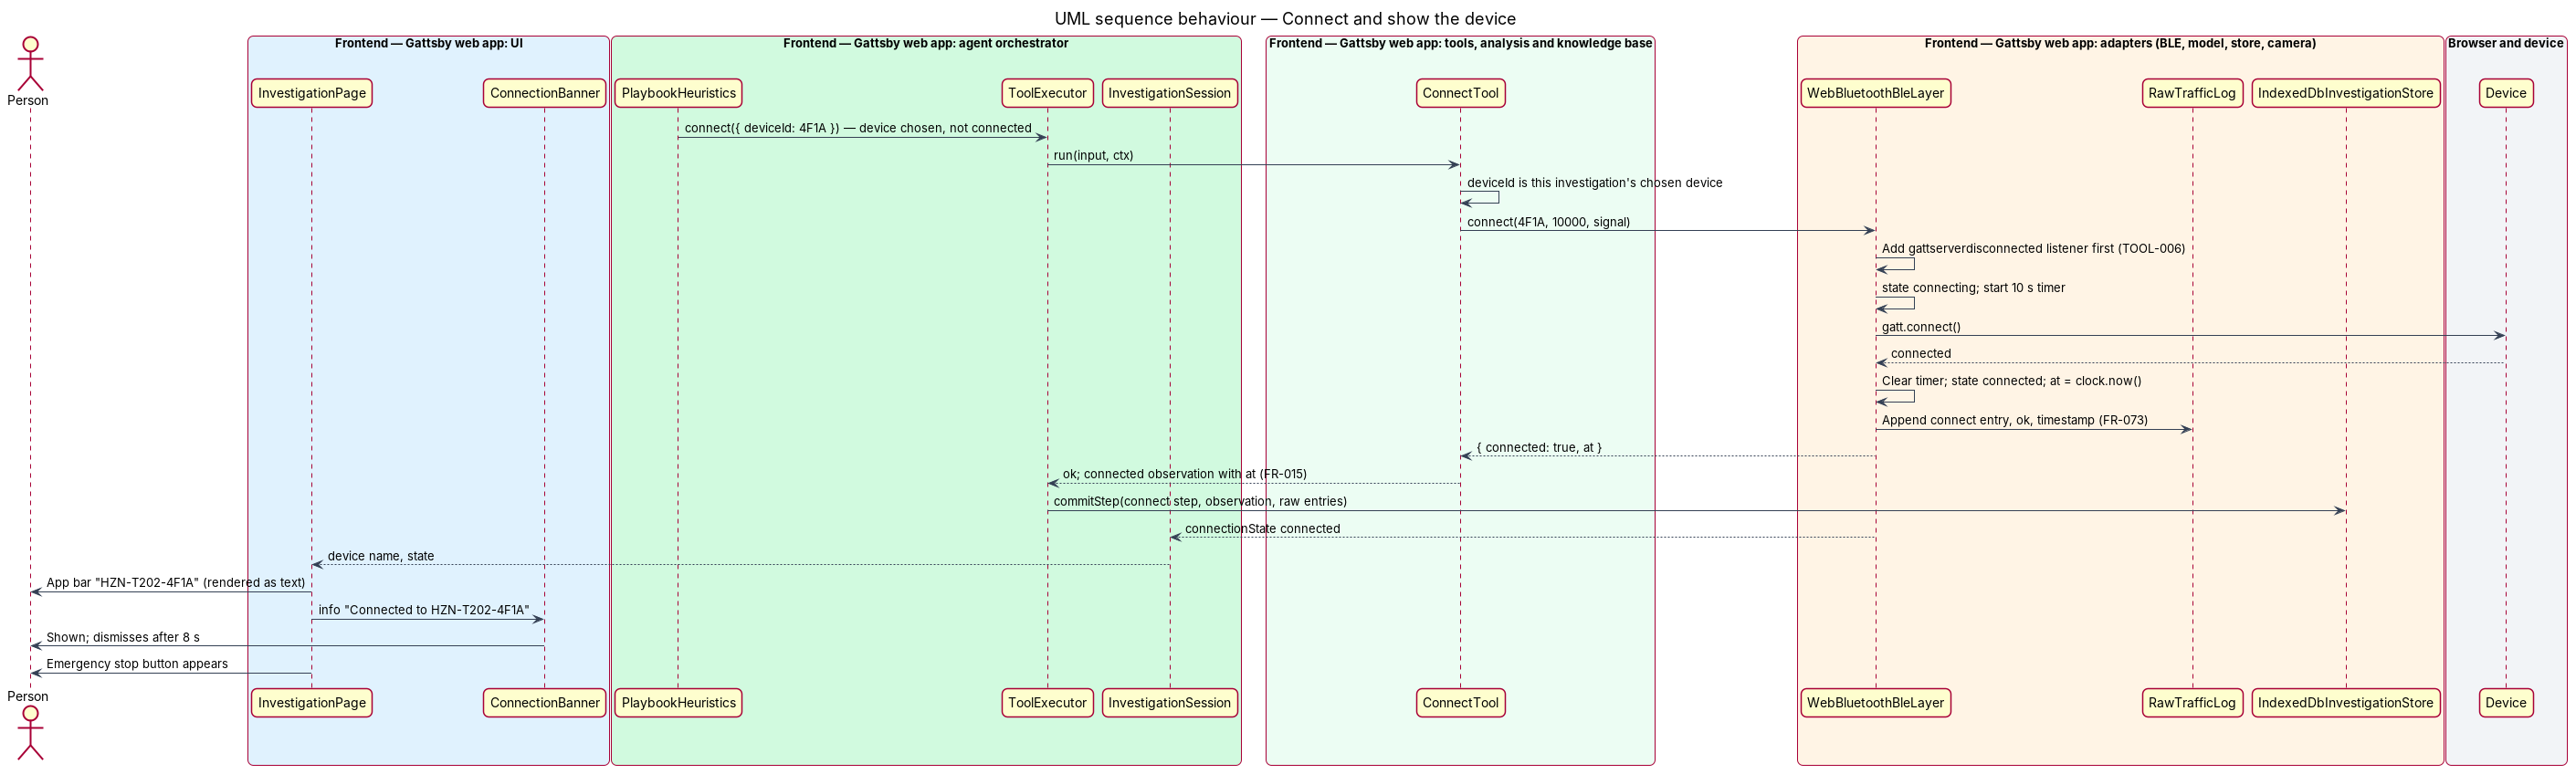 UML sequence behaviour — Connect and show the device
Frontend — Gattsby web app: UI
Frontend — Gattsby web app: agent orchestrator
Frontend — Gattsby web app: tools, analysis and knowledge base
Frontend — Gattsby web app: adapters (BLE, model, store, camera)
Browser and device
Person
InvestigationPage
ConnectionBanner
PlaybookHeuristics
ToolExecutor
InvestigationSession
ConnectTool
WebBluetoothBleLayer
RawTrafficLog
IndexedDbInvestigationStore
Device
connect({ deviceId: 4F1A }) — device chosen, not connected
run(input, ctx)
deviceId is this investigation's chosen device
connect(4F1A, 10000, signal)
Add gattserverdisconnected listener first (TOOL-006)
state connecting; start 10 s timer
gatt.connect()
connected
Clear timer; state connected; at = clock.now()
Append connect entry, ok, timestamp (FR-073)
{ connected: true, at }
ok; connected observation with at (FR-015)
commitStep(connect step, observation, raw entries)
connectionState connected
device name, state
App bar "HZN-T202-4F1A" (rendered as text)
info "Connected to HZN-T202-4F1A"
Shown; dismisses after 8 s
Emergency stop button appears
Person
InvestigationPage
ConnectionBanner
PlaybookHeuristics
ToolExecutor
InvestigationSession
ConnectTool
WebBluetoothBleLayer
RawTrafficLog
IndexedDbInvestigationStore
Device